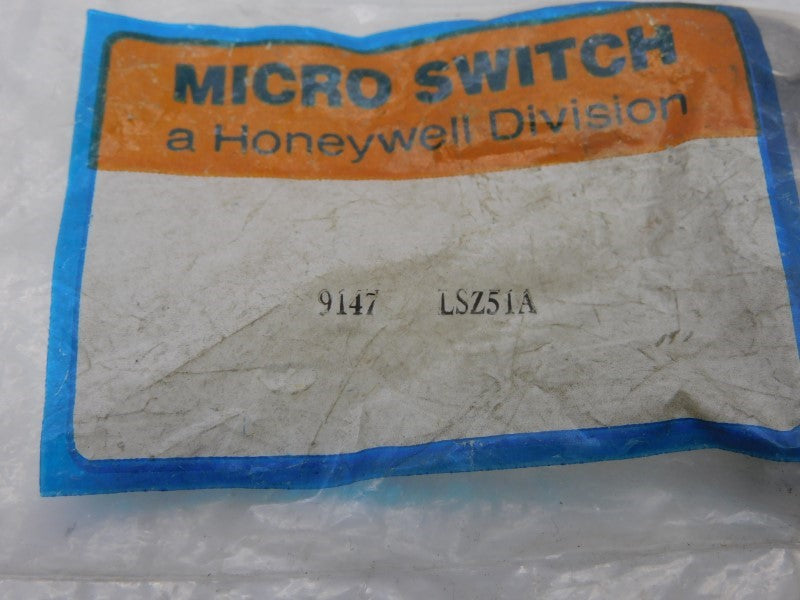 MICRO SWITCH
a Honeywell Division
9147 LSZ51A